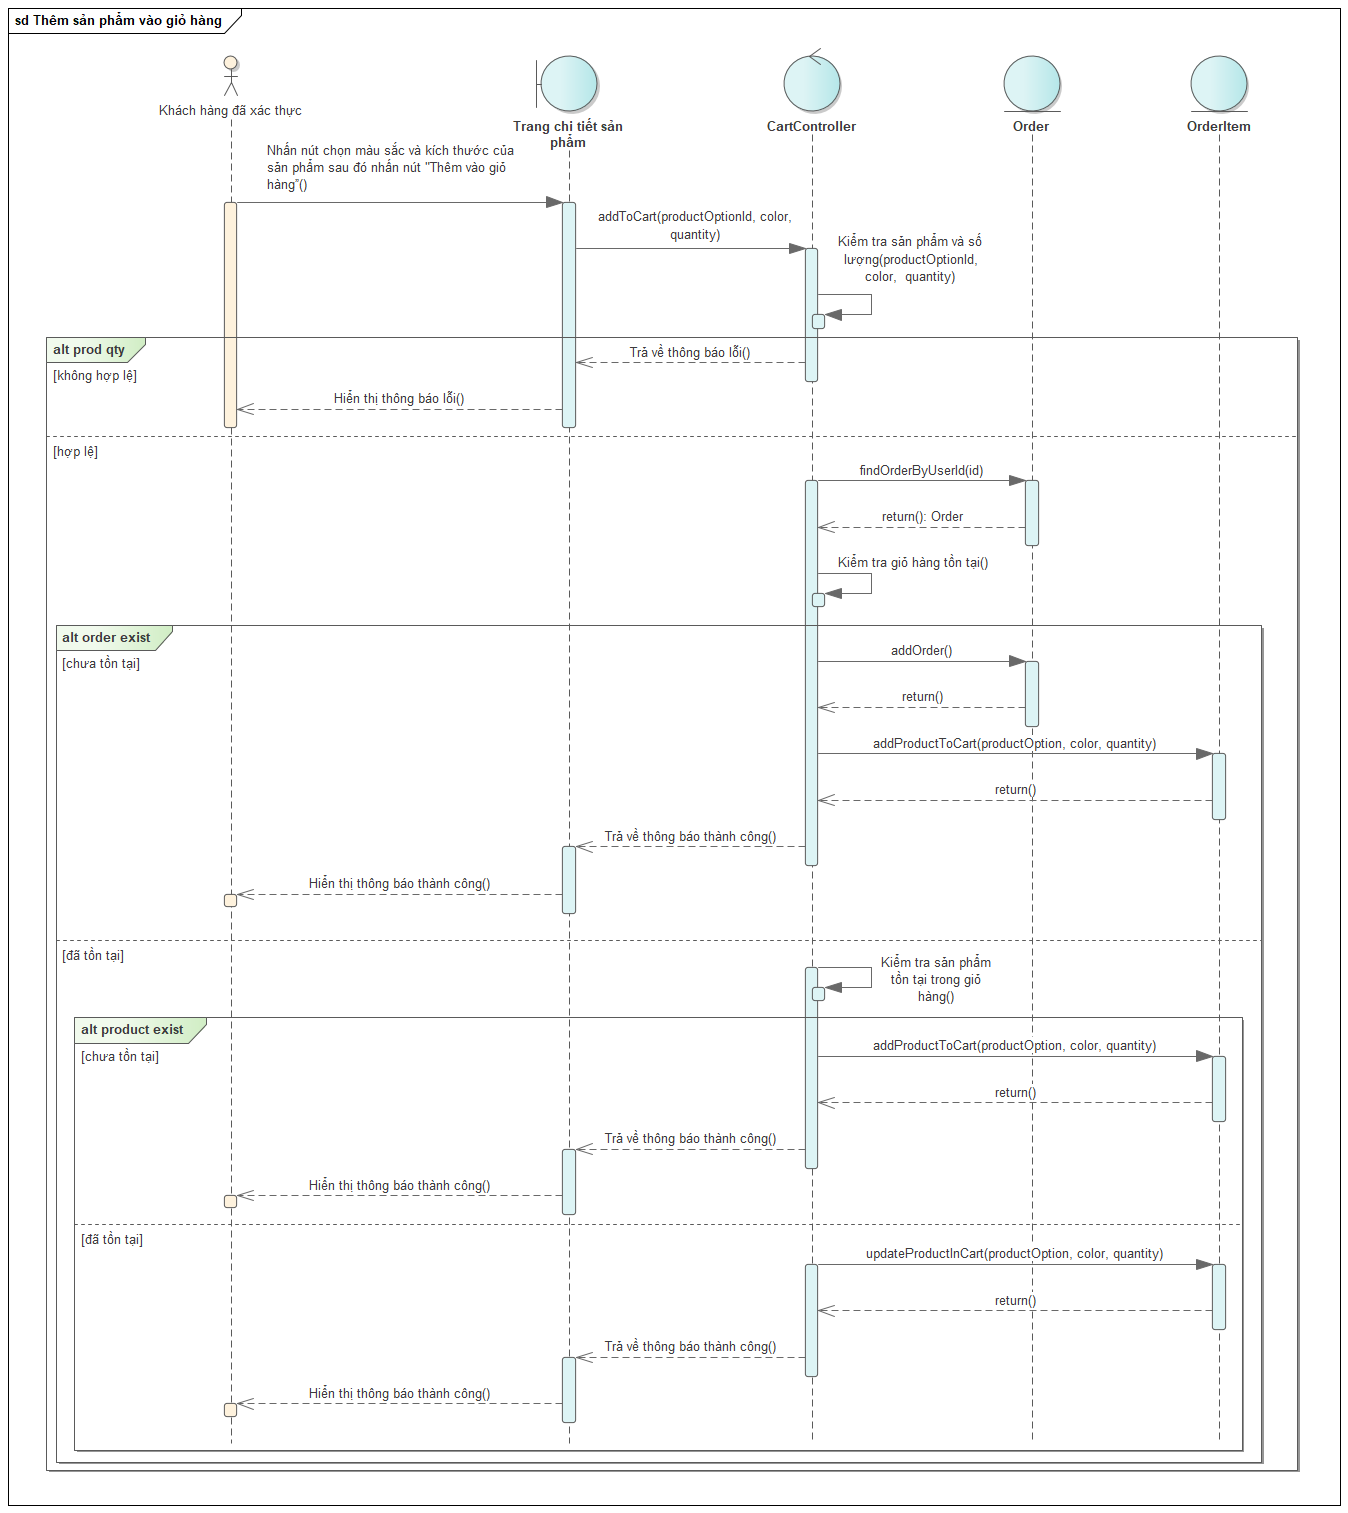 sd Thêm sản phẩm vào giỏ hàng
Khách hàng đã xác thực
Trang chi tiết sản
phẩm
CartController
Order
OrderItem
Nhấn nút chọn màu sắc và kích thước của
sản phẩm sau đó nhấn nút "Thêm vào giỏ
hàng"()
addToCart(productOptionId, color,
quantity)
Kiểm tra sản phẩm và số
lượng(productOptionId,
color, quantity)
alt prod qty
[không hợp lệ]
Trả về thông báo lỗi()
Hiển thị thông báo lỗi()
[hợp lệ]
findOrderByUserId(id)
return(): Order
Kiểm tra giỏ hàng tồn tại()
alt order exist
[chưa tồn tại]
addOrder()
return()
addProductToCart(productOption, color, quantity)
return()
Trả về thông báo thành công()
Hiển thị thông báo thành công()
[đã tồn tại]
Kiểm tra sản phẩm
tồn tại trong giỏ
hàng()
alt product exist
[chưa tồn tại]
addProductToCart(productOption, color, quantity)
return()
Trả về thông báo thành công()
Hiển thị thông báo thành công()
[đã tồn tại]
updateProductInCart(productOption, color, quantity)
return()
Trả về thông báo thành công()
Hiển thị thông báo thành công()